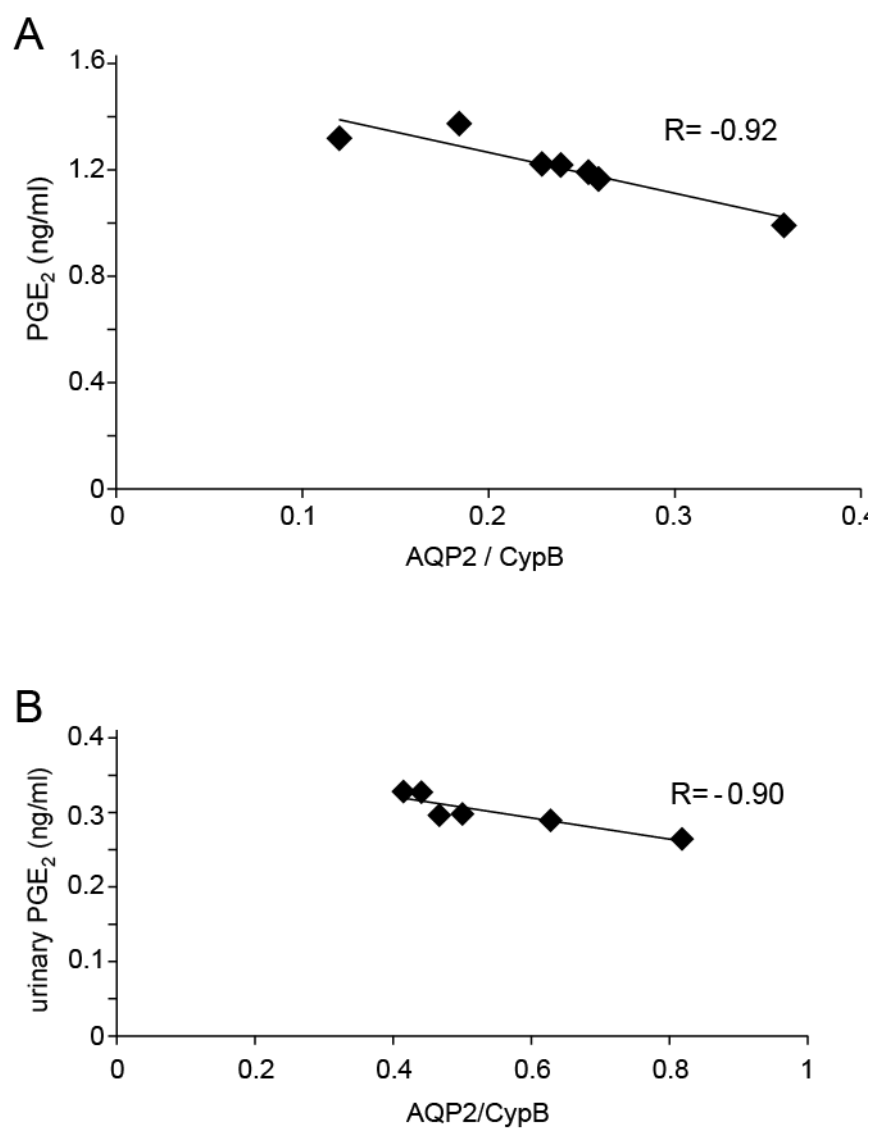 A
1.6
1.2
0.8
0.4
0
PGE₂ (ng/ml)
R= -0.92
0 0.1 0.2 0.3 0.4
AQP2 / CypB
B
0.4
0.3
0.2
0.1
0
urinary PGE₂ (ng/ml)
R= - 0.90
0 0.2 0.4 0.6 0.8 1
AQP2/CypB